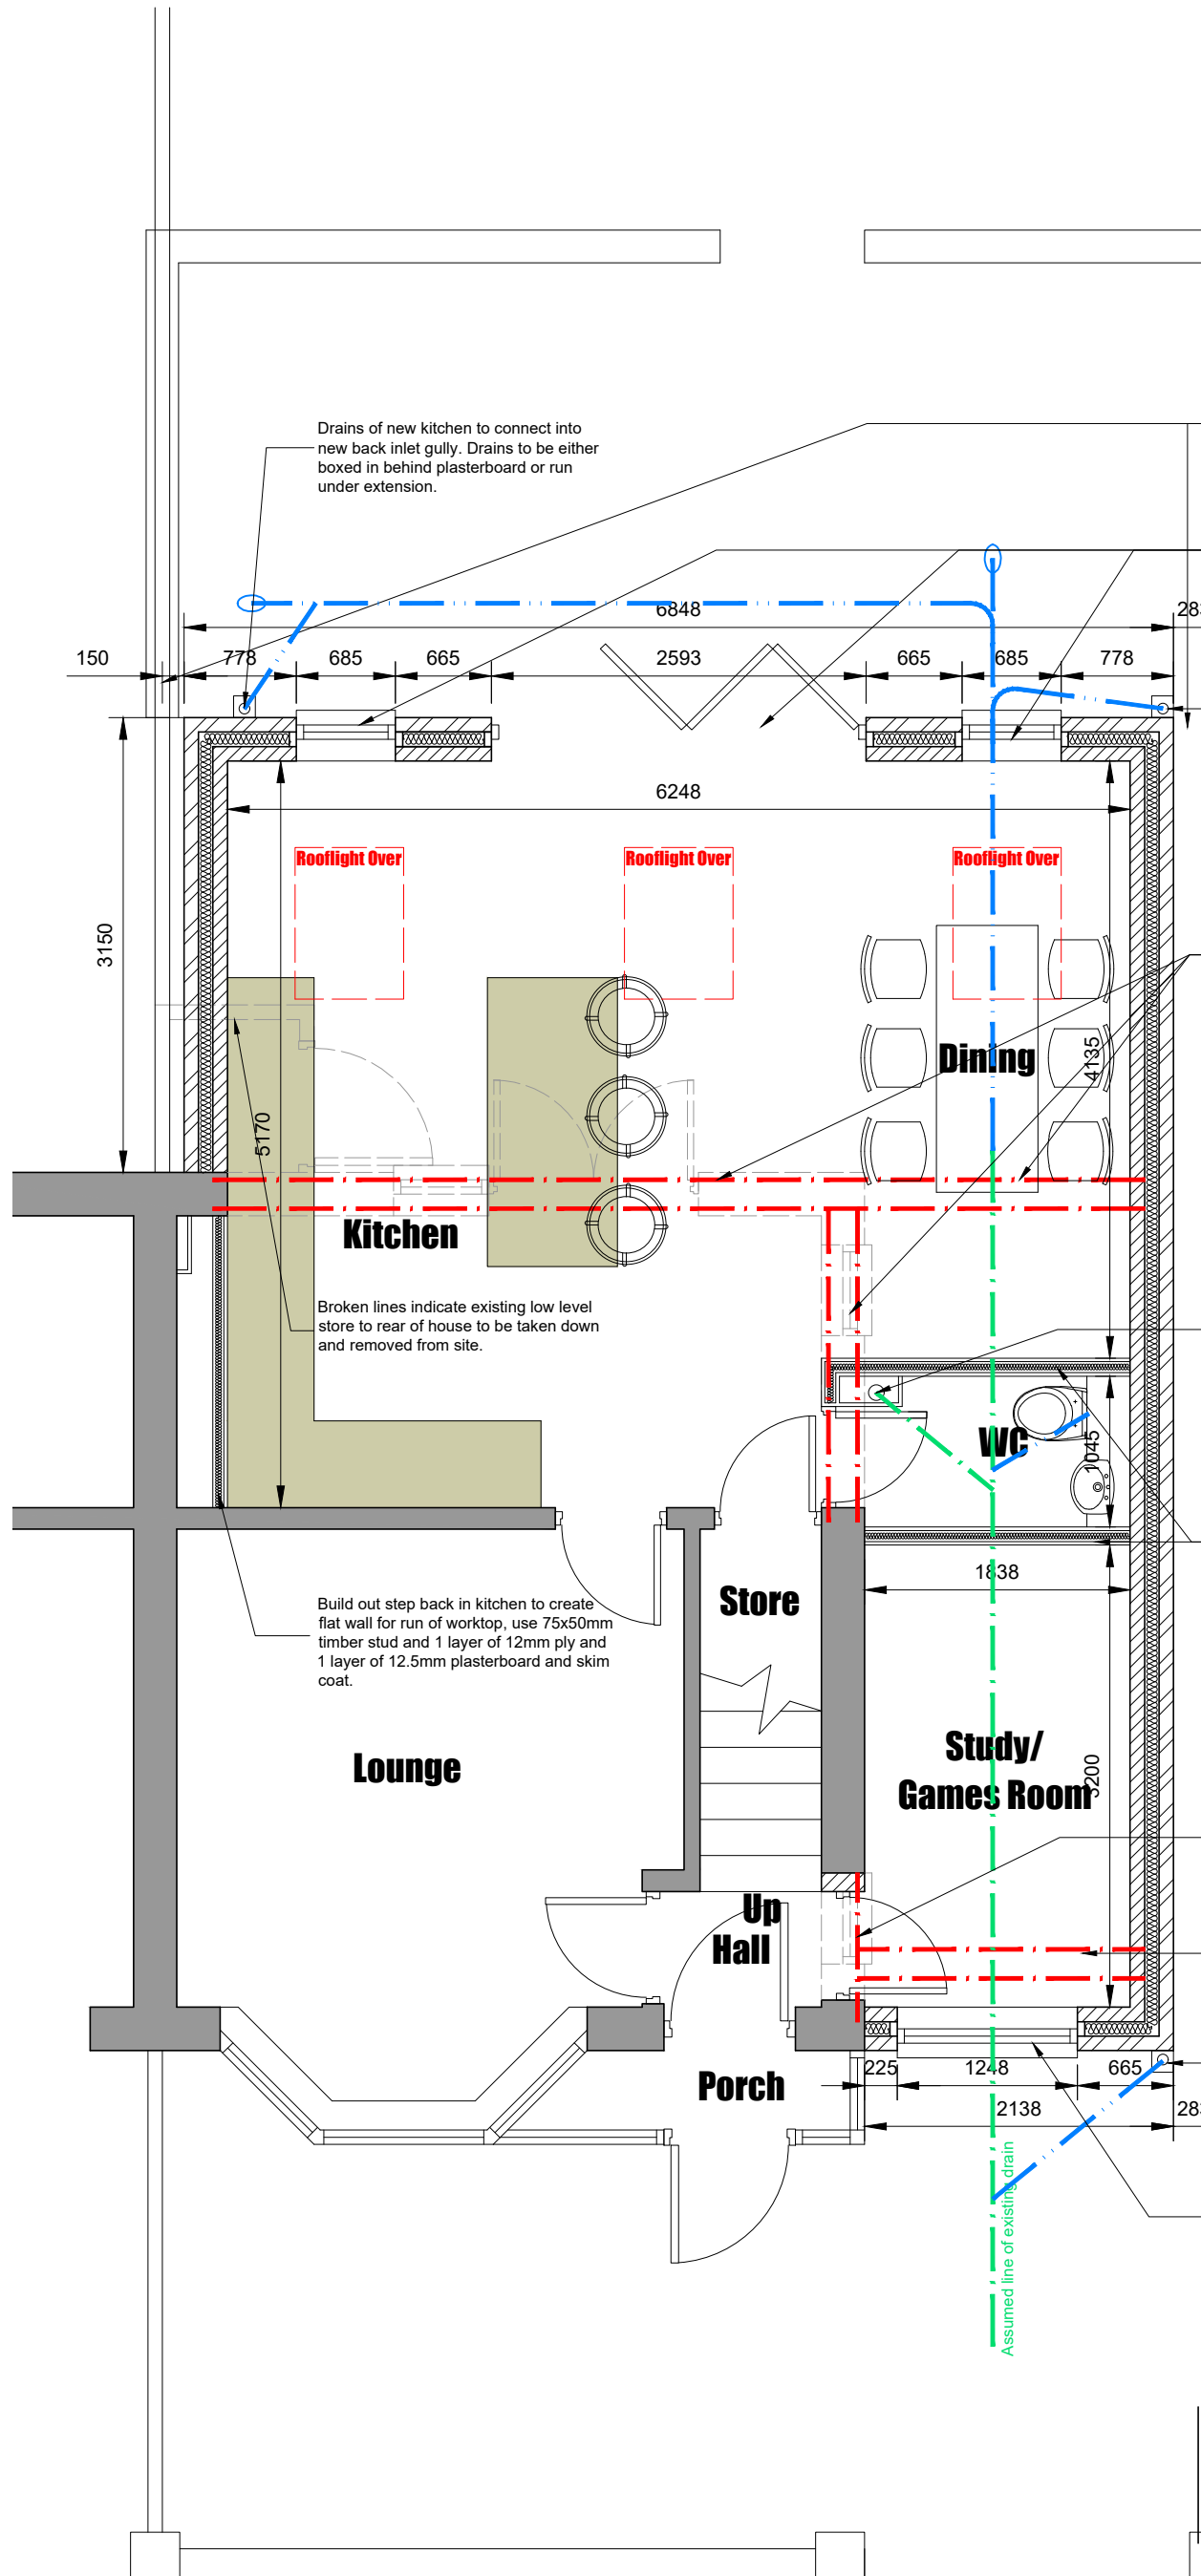 Drains of new kitchen to connect into
new back inlet gully. Drains to be either
boxed in behind plasterboard or run
under extension.
6848
150
778
685
665
2593
665
685
778
6248
Rooflight Over
Rooflight Over
Rooflight Over
3150
5170
Dining
4135
Kitchen
Broken lines indicate existing low level
store to rear of house to be taken down
and removed from site.
WC
1045
1838
Store
Build out step back in kitchen to create
flat wall for run of worktop, use 75x50mm
timber stud and 1 layer of 12mm ply and
1 layer of 12.5mm plasterboard and skim
coat.
Lounge
Study/
Games Room
3200
Up
Hall
Porch
225
1248
665
2138
Assumed line of existing drain